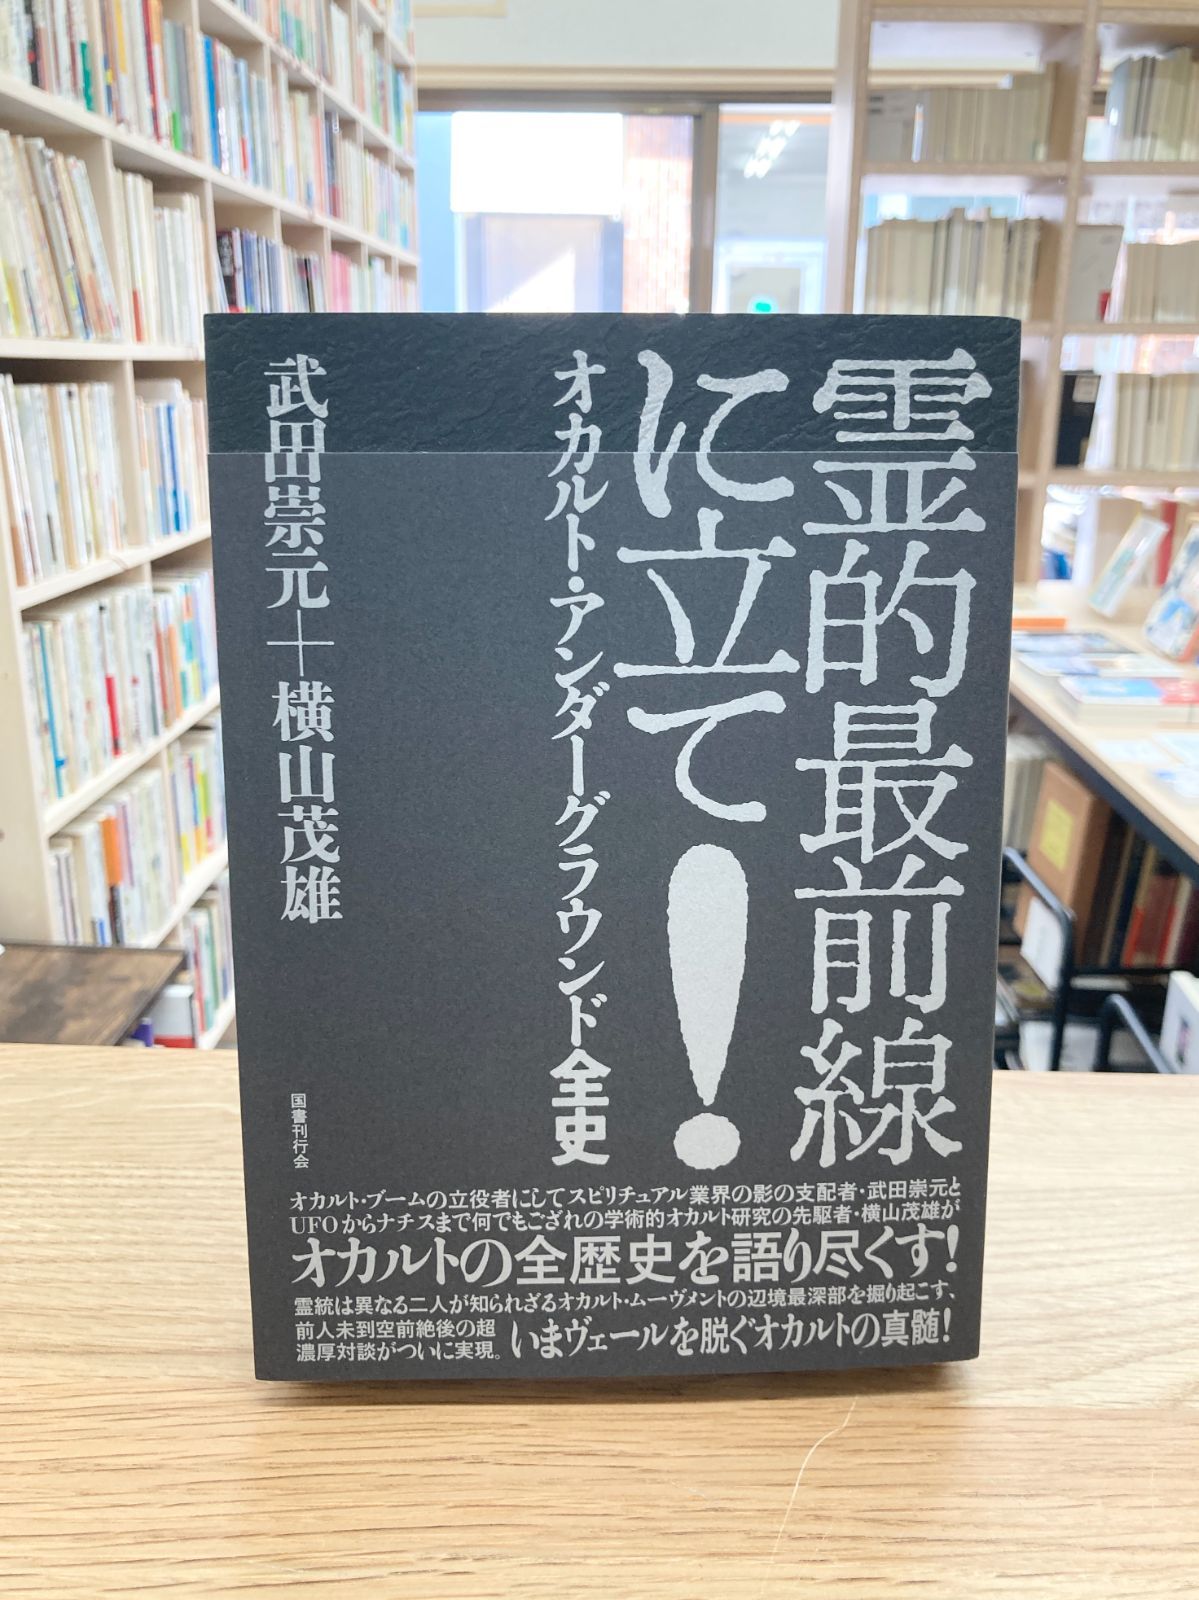 霊的最前線
に立て！
オカルト・アンダーグラウンド全史
武田崇元＋横山茂雄
国書刊行会
オカルト・ブームの立役者にしてスピリチュアル業界の影の支配者・武田崇元と
UFOからナチスまで何でもござれの学術的オカルト研究の先駆者・横山茂雄が
オカルトの全歴史を語り尽くす！
霊統は異なる二人が知られざるオカルト・ムーヴメントの辺境最深部を掘り起こす、
前人未到空前絶後の超
濃厚対談がついに実現。
いまヴェールを脱ぐオカルトの真髄！